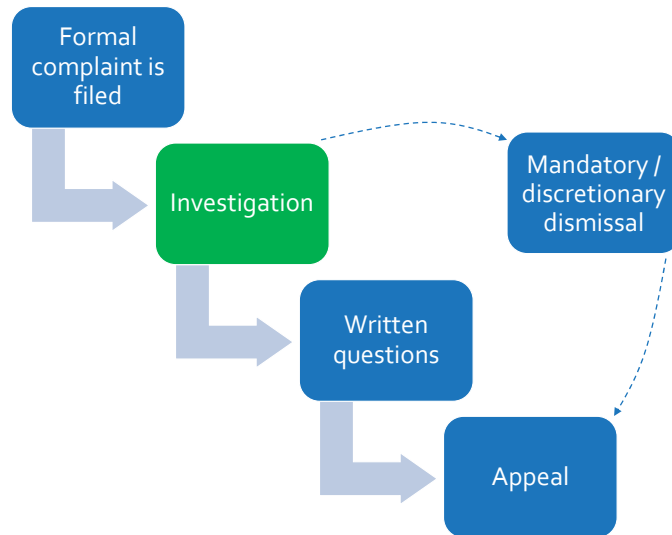 Formal
complaint is
filed
Investigation
Mandatory /
discretionary
dismissal
Written
questions
Appeal